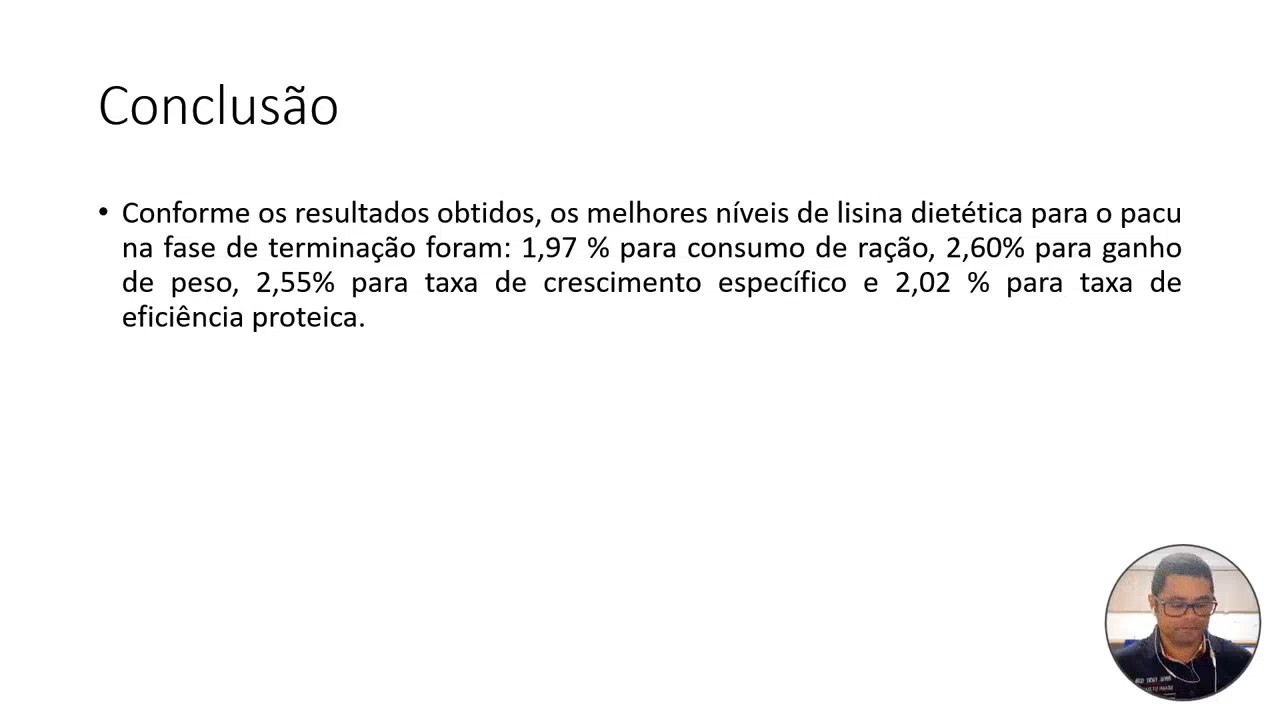 Conclusão
• Conforme os resultados obtidos, os melhores níveis de lisina dietética para o pacu
na fase de terminação foram: 1,97 % para consumo de ração, 2,60% para ganho
de peso, 2,55% para taxa de crescimento específico e 2,02 % para taxa de
eficiência proteica.